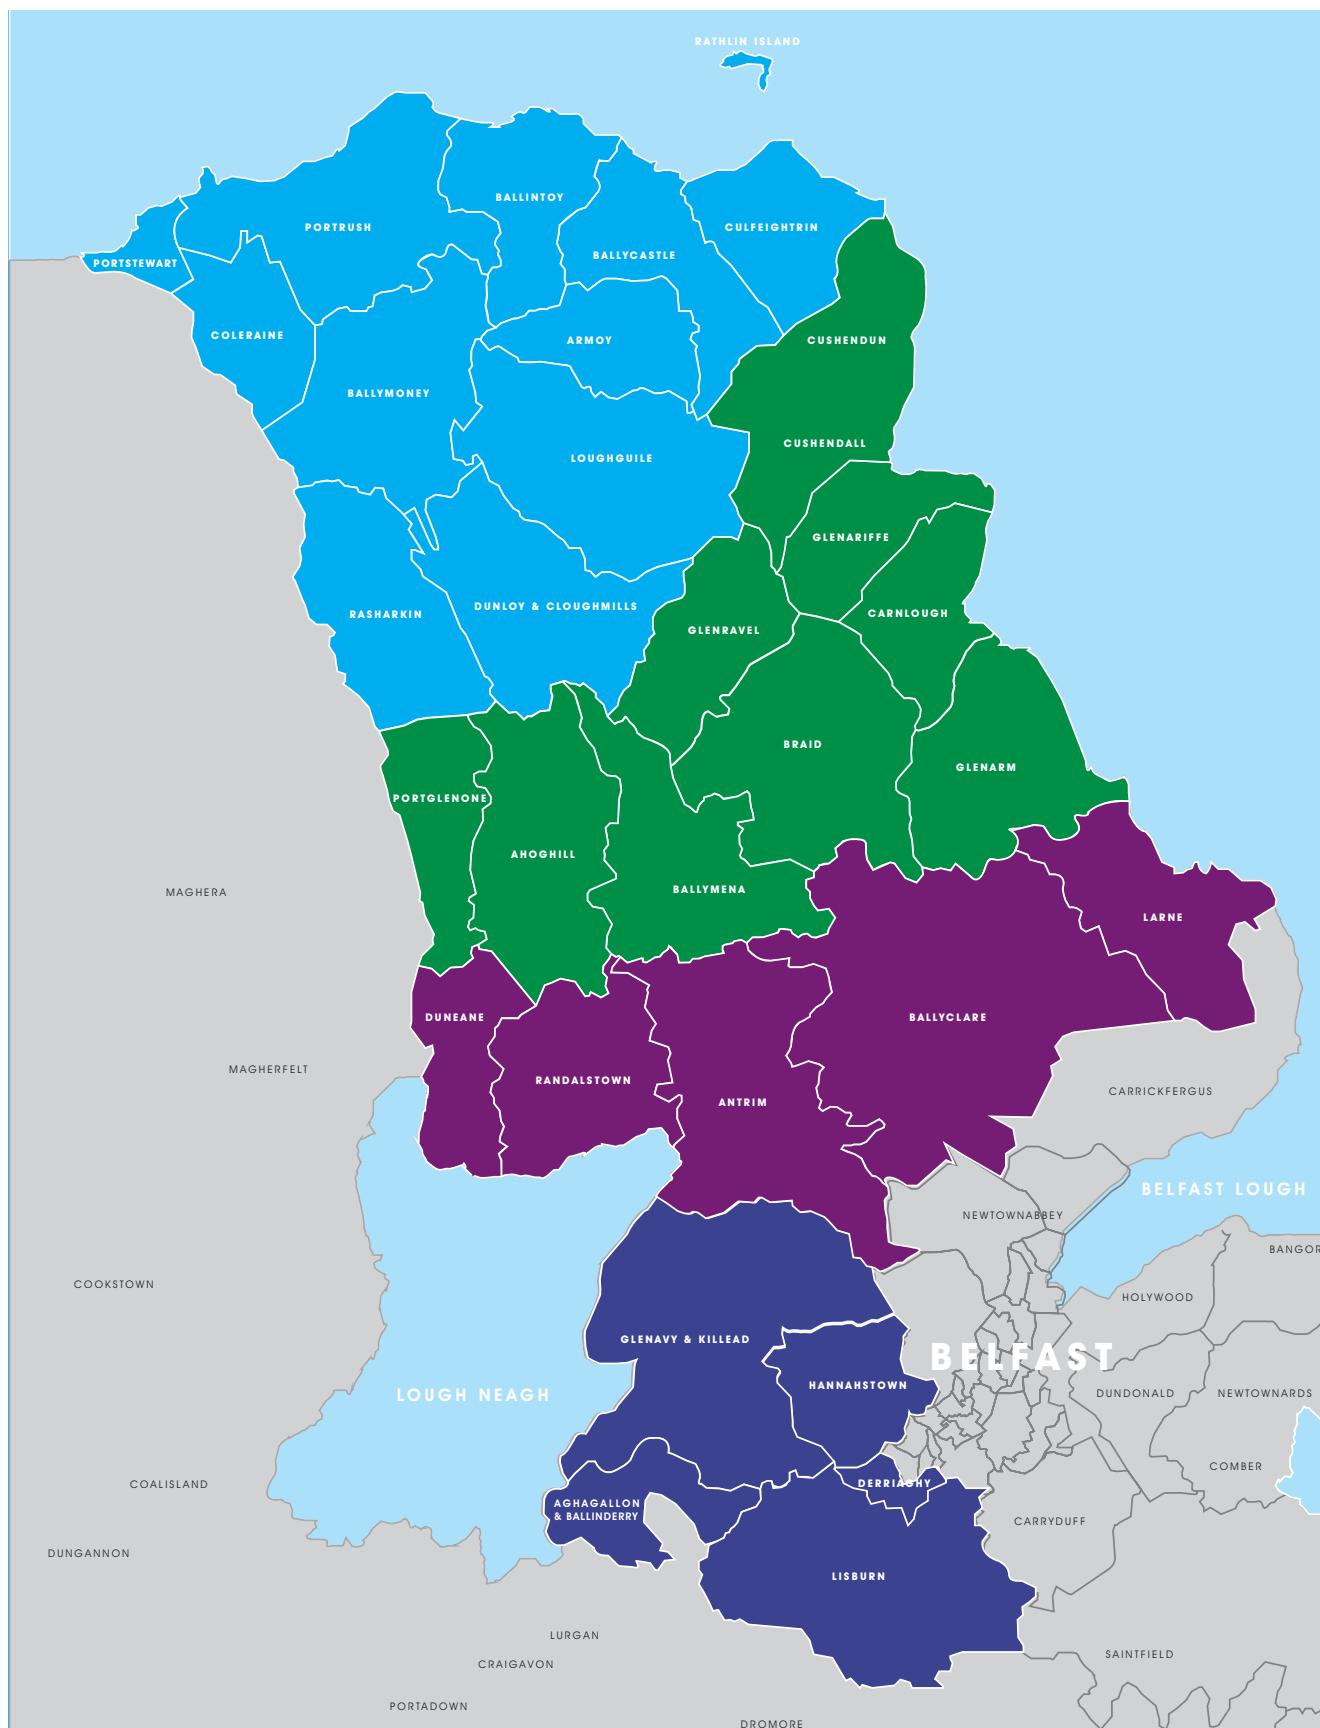 RATHLIN ISLAND
BALLINTOY
PORTRUSH
CULFEIGHTRIN
BALLYCASTLE
PORTSTEWART
COLERAINE
ARMOY
CUSHENDUN
BALLYMONEY
CUSHENDALL
LOUGHGUILE
GLENARIFFE
DUNLOY & CLOUGHMILLS
RASHARKIN
CARNLOUGH
GLENRAVEL
BRAID
GLENARM
PORTGLENONE
AHOGHILL
MAGHERA
BALLYMENA
LARNE
DUNEANE
BALLYCLARE
MAGHERFELT
RANDALSTOWN
CARRICKFERGUS
ANTRIM
BELFAST LOUGH
NEWTOWNABBEY
BANGOR
COOKSTOWN
HOLYWOOD
GLENAVY & KILLEAD
BELFAST
HANNAHSTOWN
LOUGH NEAGH
DUNDONALD
NEWTOWNARDS
COMBER
COALISLAND
DERRIAGHY
AGHAGALLON
& BALLINDERRY
CARRYDUFF
DUNGANNON
LISBURN
LURGAN
SAINTFIELD
CRAIGAVON
PORTADOWN
DROMORE